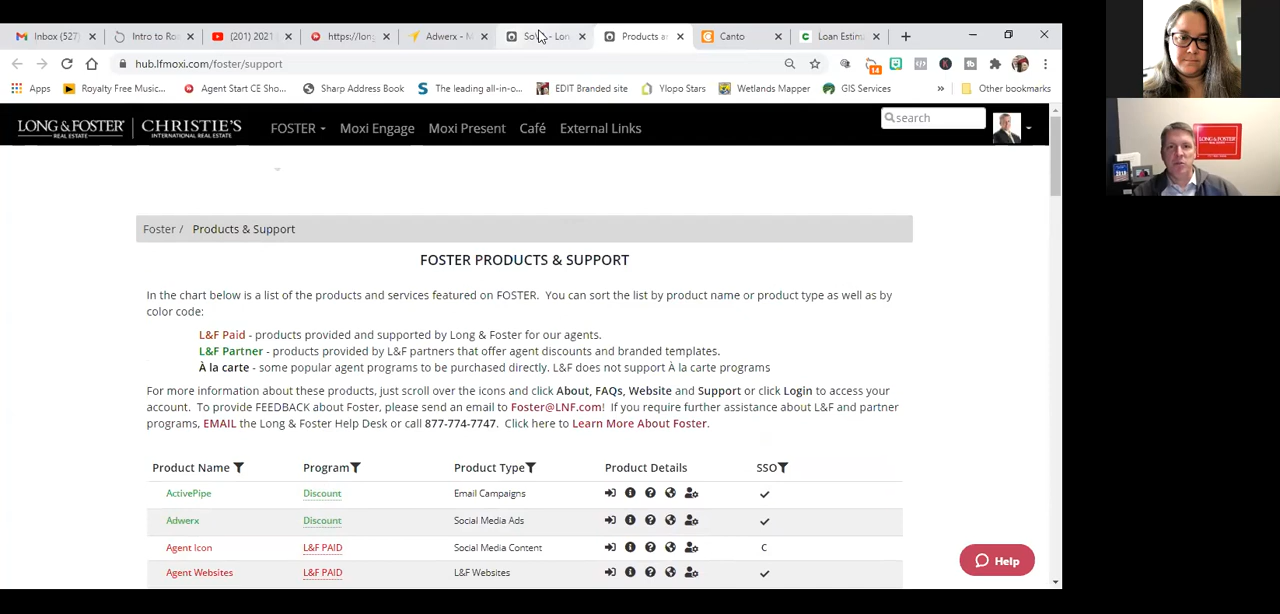 Inbox (527)
Intro to Ro
(201) 2021
https://long
Adwerx - M
So - Lon
Products a
Canto
Loan Estim
hub.lfmoxi.com/foster/support
14
Apps
Royalty Free Music...
Agent Start CE Sho...
Sharp Address Book
The leading all-in-o...
EDIT Branded site
Ylopo Stars
Wetlands Mapper
GIS Services
»
Other bookmarks
LONG & FOSTER REAL ESTATE
CHRISTIE'S INTERNATIONAL REAL ESTATE
FOSTER
Moxi Engage
Moxi Present
Café
External Links
search
LONG & FOSTER
Foster / Products & Support
FOSTER PRODUCTS & SUPPORT
In the chart below is a list of the products and services featured on FOSTER. You can sort the list by product name or product type as well as by
color code:
L&F Paid - products provided and supported by Long & Foster for our agents.
L&F Partner - products provided by L&F partners that offer agent discounts and branded templates.
À la carte - some popular agent programs to be purchased directly. L&F does not support À la carte programs
For more information about these products, just scroll over the icons and click About, FAQs, Website and Support or click Login to access your
account. To provide FEEDBACK about Foster, please send an email to Foster@LNF.com! If you require further assistance about L&F and partner
programs, EMAIL the Long & Foster Help Desk or call 877-774-7747. Click here to Learn More About Foster.
Product Name Program Product Type Product Details SSO
ActivePipe Discount Email Campaigns
Adwerx Discount Social Media Ads
Agent Icon L&F PAID Social Media Content C
Agent Websites L&F PAID L&F Websites
Help